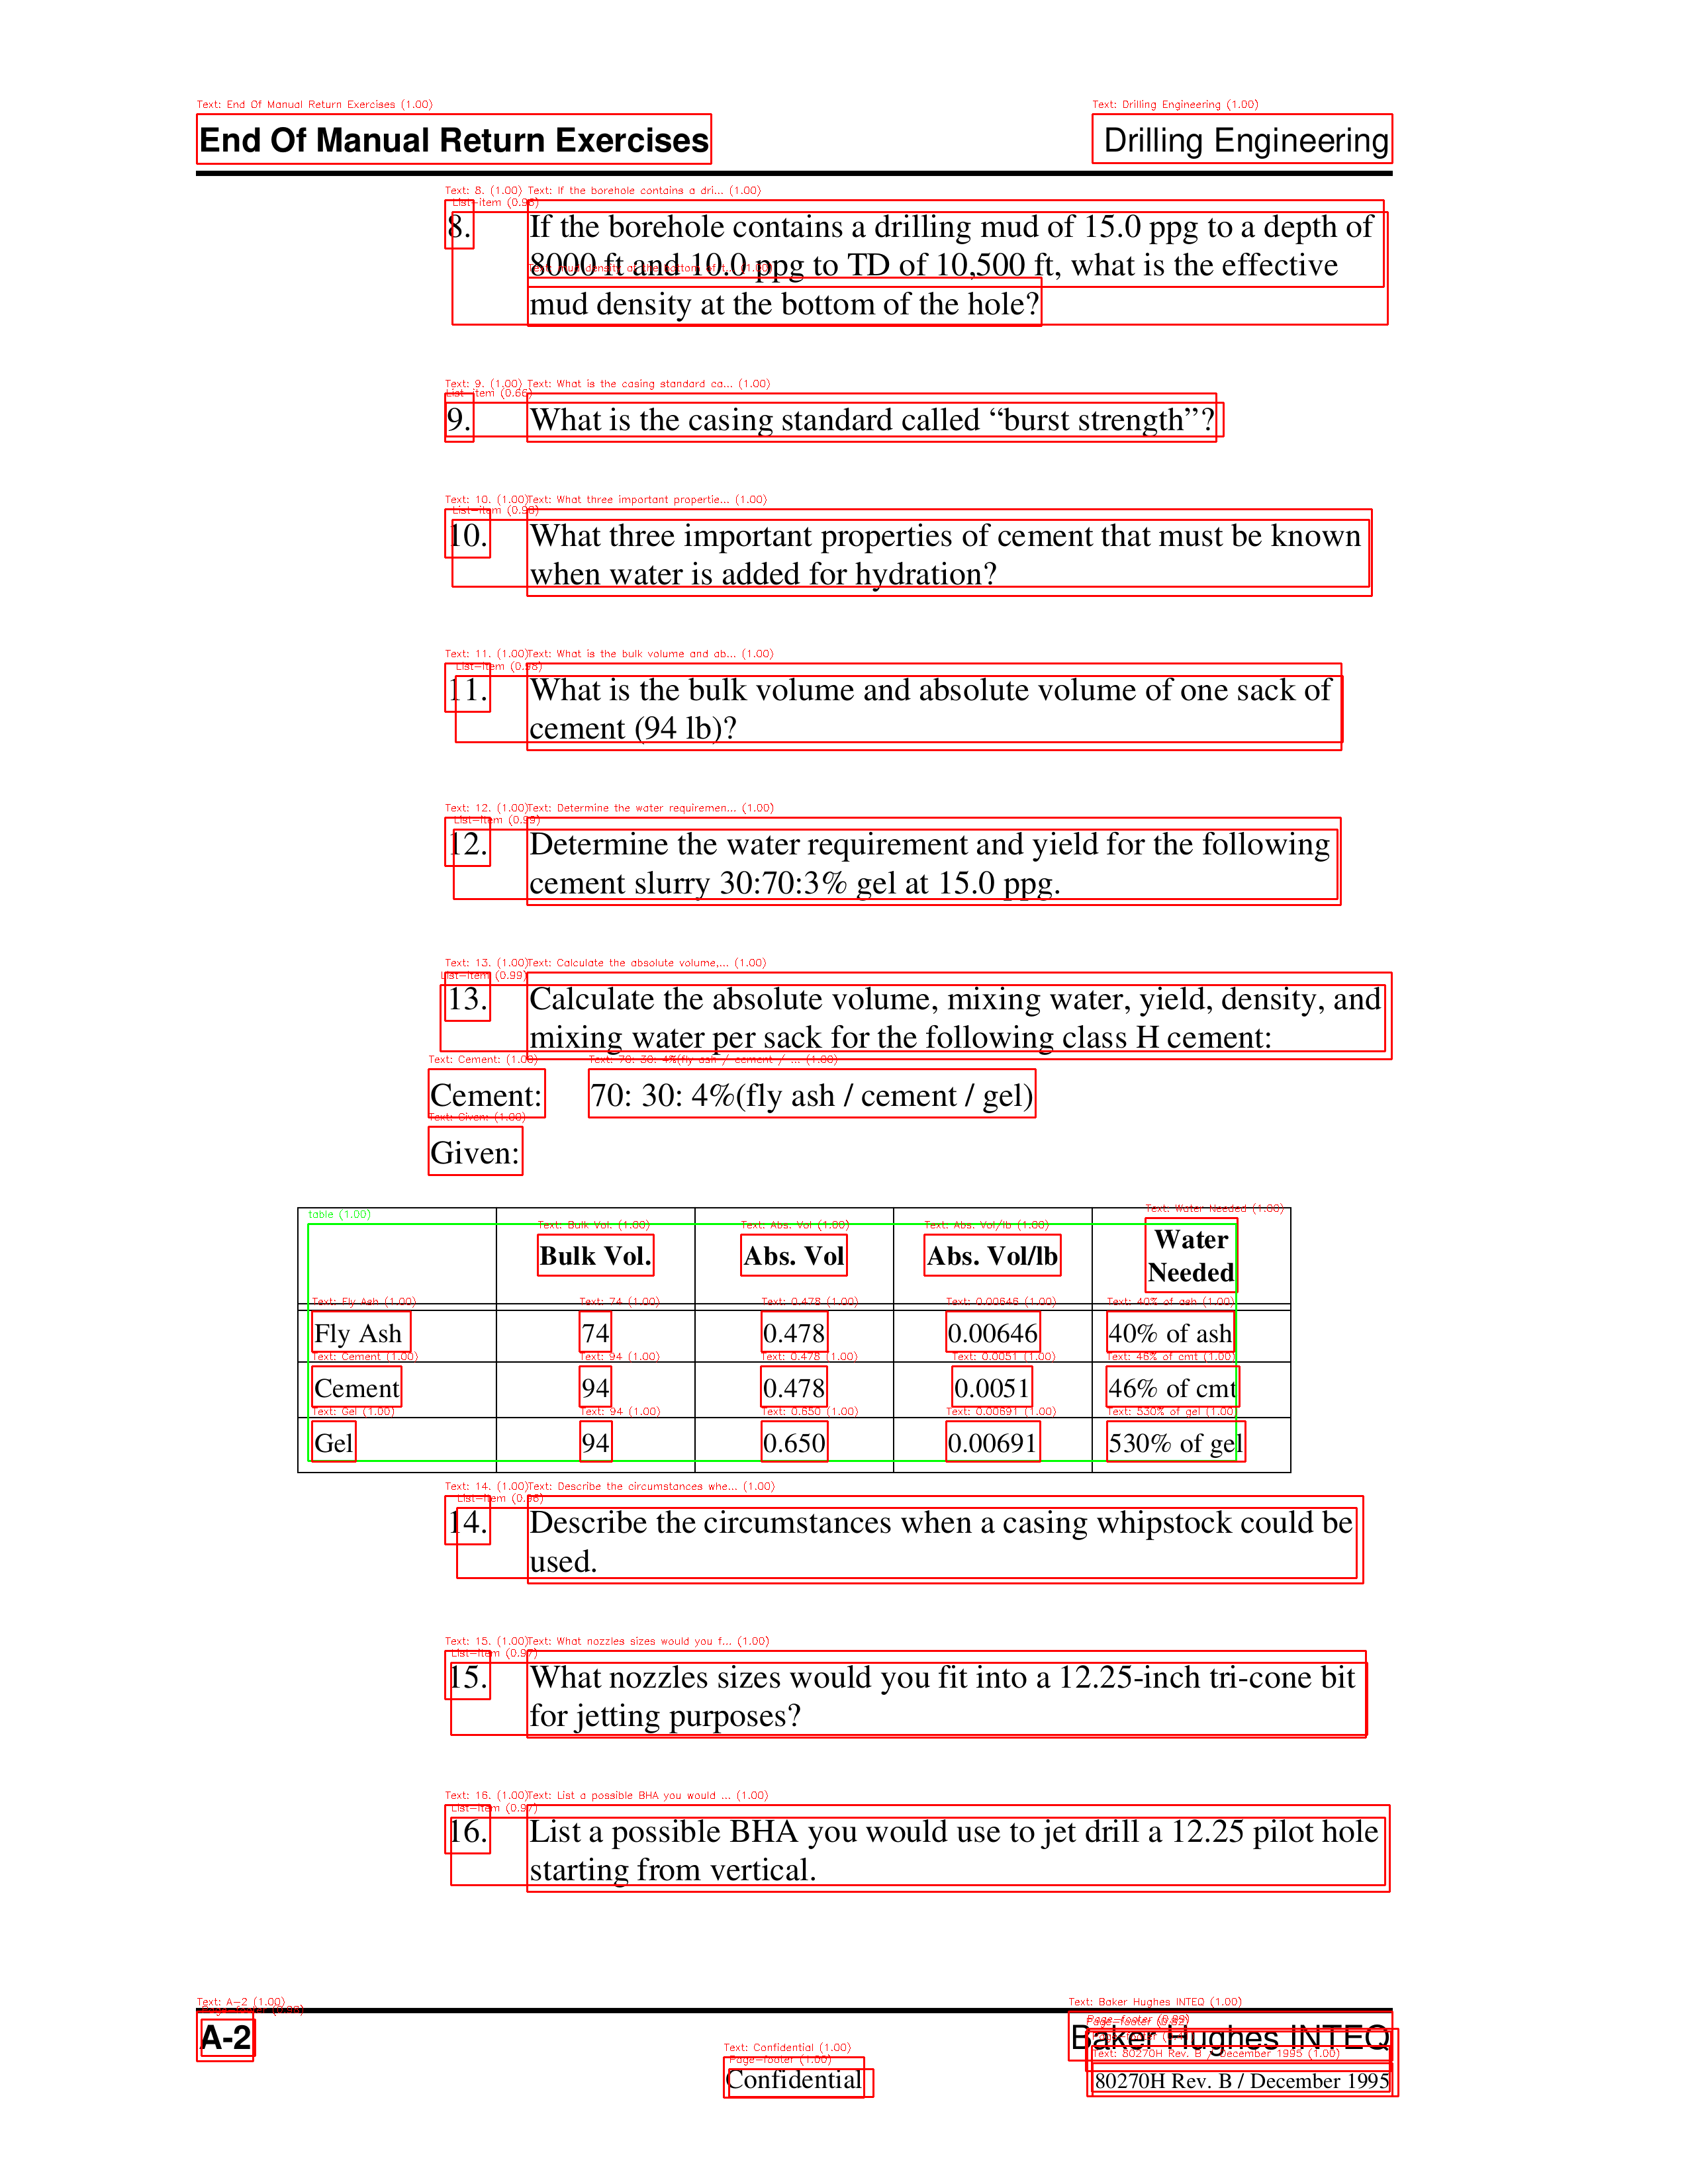 End Of Manual Return Exercises
Drilling Engineering
8. If the borehole contains a drilling mud of 15.0 ppg to a depth of
8000 ft and 10.0 ppg to TD of 10,500 ft, what is the effective
mud density at the bottom of the hole?
9. What is the casing standard called “burst strength”?
10. What three important properties of cement that must be known
when water is added for hydration?
11. What is the bulk volume and absolute volume of one sack of
cement (94 lb)?
12. Determine the water requirement and yield for the following
cement slurry 30:70:3% gel at 15.0 ppg.
13. Calculate the absolute volume, mixing water, yield, density, and
mixing water per sack for the following class H cement:
Cement: 70: 30: 4%(fly ash / cement / gel)
Given:
Bulk Vol. Abs. Vol Abs. Vol/lb Water Needed
Fly Ash 74 0.478 0.00646 40% of ash
Cement 94 0.478 0.0051 46% of cmt
Gel 94 0.650 0.00691 530% of gel
14. Describe the circumstances when a casing whipstock could be
used.
15. What nozzles sizes would you fit into a 12.25-inch tri-cone bit
for jetting purposes?
16. List a possible BHA you would use to jet drill a 12.25 pilot hole
starting from vertical.
A-2
Baker Hughes INTEQ
Confidential
80270H Rev. B / December 1995